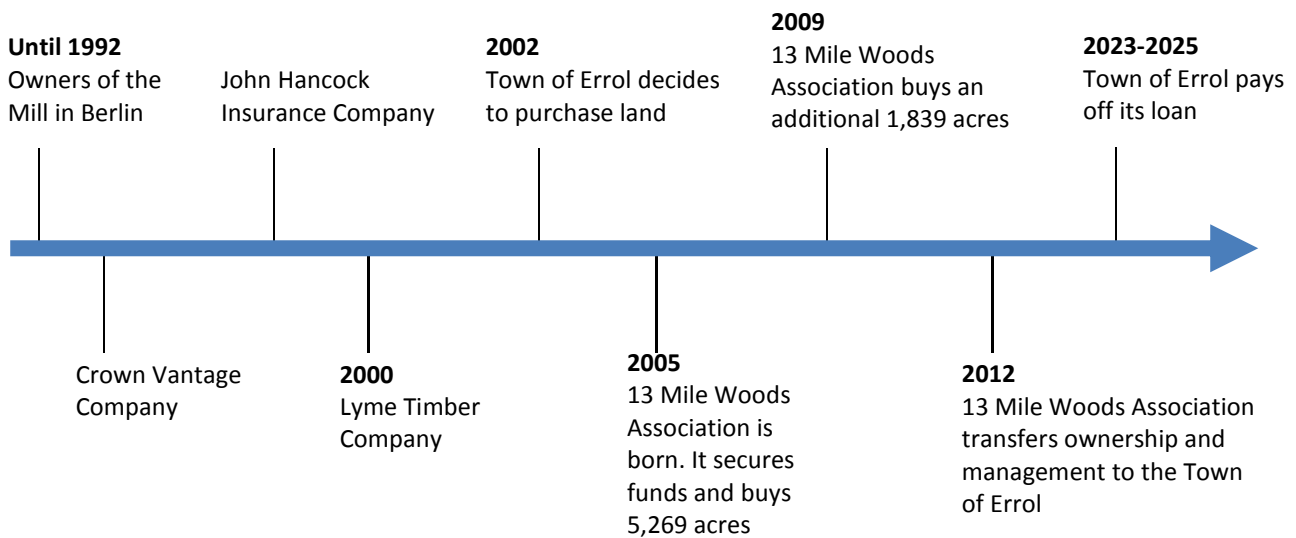 Until 1992
Owners of the
Mill in Berlin
John Hancock
Insurance Company
2002
Town of Errol decides
to purchase land
2009
13 Mile Woods
Association buys an
additional 1,839 acres
2023-2025
Town of Errol pays
off its loan
Crown Vantage
Company
2000
Lyme Timber
Company
2005
13 Mile Woods
Association is
born. It secures
funds and buys
5,269 acres
2012
13 Mile Woods Association
transfers ownership and
management to the Town
of Errol